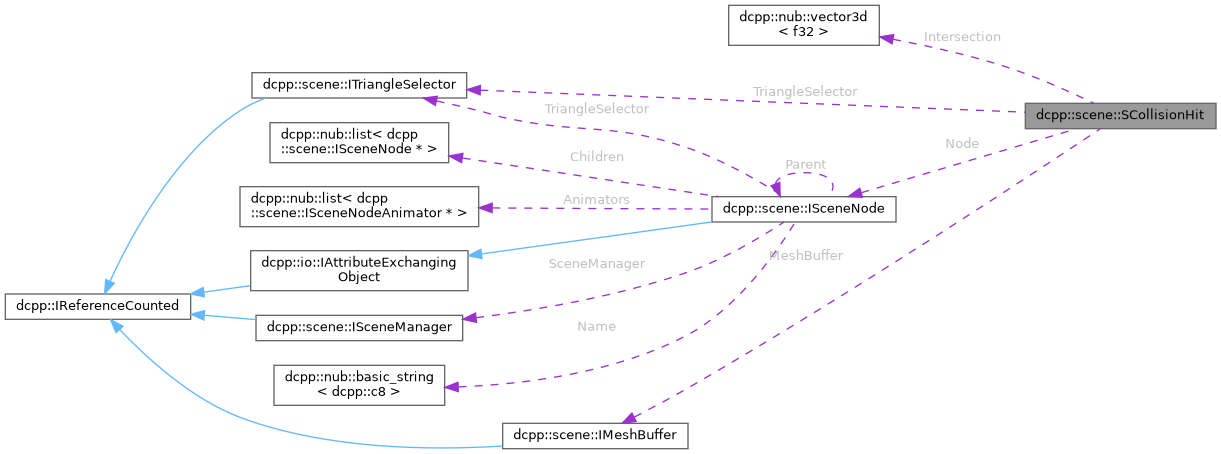 dcpp::nub::vector3d
< f32 >
Intersection
dcpp::scene::ITriangleSelector
TriangleSelector
TriangleSelector
dcpp::scene::SCollisionHit
dcpp::nub::list< dcpp
::scene::ISceneNode * >
Children
Parent
Node
dcpp::nub::list< dcpp
::scene::ISceneNodeAnimator * >
Animators
dcpp::scene::ISceneNode
dcpp::io::IAttributeExchanging
Object
SceneManager
MeshBuffer
dcpp::IReferenceCounted
dcpp::scene::ISceneManager
Name
dcpp::nub::basic_string
< dcpp::c8 >
dcpp::scene::IMeshBuffer